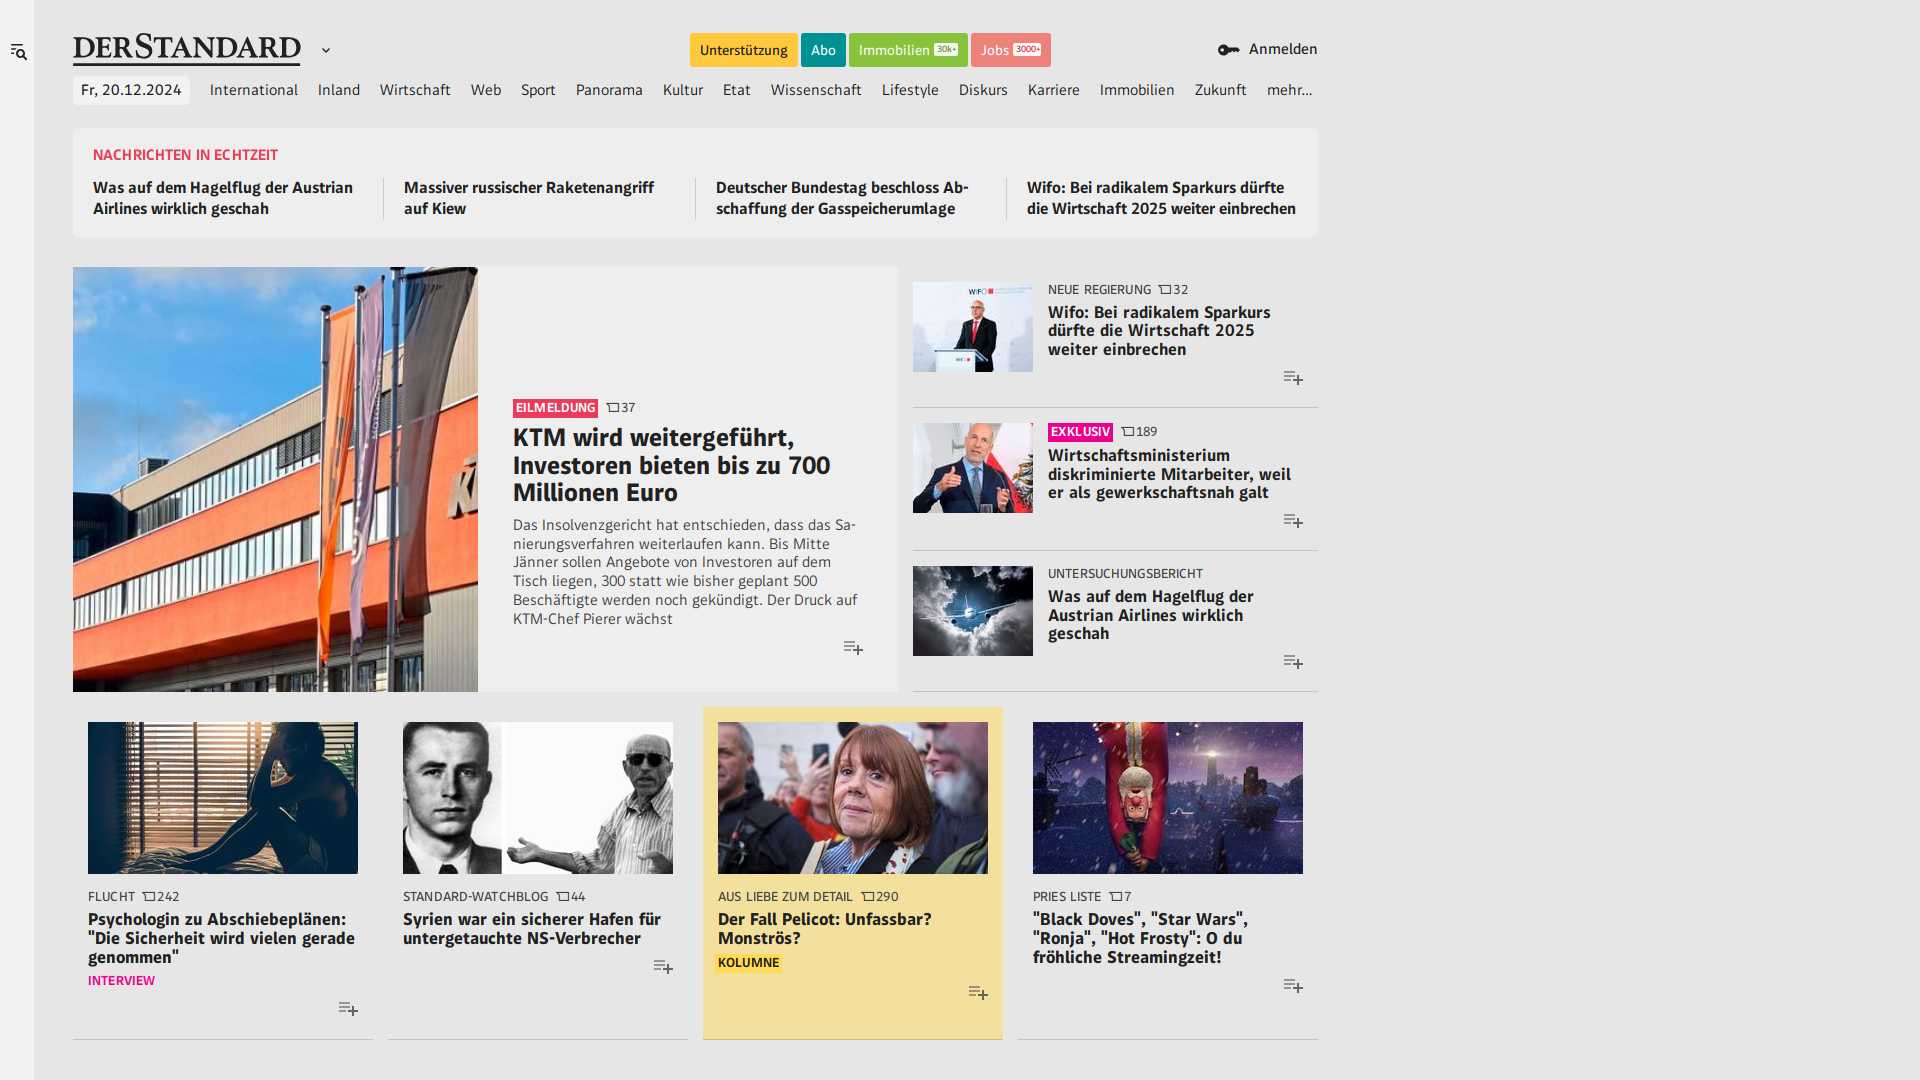 DERSTANDARD
Unterstützung
Abo
Immobilien 30k+
Jobs 3000+
Anmelden
Fr, 20.12.2024
International
Inland
Wirtschaft
Web
Sport
Panorama
Kultur
Etat
Wissenschaft
Lifestyle
Diskurs
Karriere
Immobilien
Zukunft
mehr...
NACHRICHTEN IN ECHTZEIT
Was auf dem Hagelflug der Austrian
Airlines wirklich geschah
Massiver russischer Raketenangriff
auf Kiew
Deutscher Bundestag beschloss Ab-
schaffung der Gasspeicherumlage
Wifo: Bei radikalem Sparkurs dürfte
die Wirtschaft 2025 weiter einbrechen
EILMELDUNG 37
KTM wird weitergeführt,
Investoren bieten bis zu 700
Millionen Euro
Das Insolvenzgericht hat entschieden, dass das Sa-
nierungsverfahren weiterlaufen kann. Bis Mitte
Jänner sollen Angebote von Investoren auf dem
Tisch liegen, 300 statt wie bisher geplant 500
Beschäftigte werden noch gekündigt. Der Druck auf
KTM-Chef Pierer wächst
WIFO
NEUE REGIERUNG 32
Wifo: Bei radikalem Sparkurs
dürfte die Wirtschaft 2025
weiter einbrechen
EXKLUSIV 189
Wirtschaftsministerium
diskriminierte Mitarbeiter, weil
er als gewerkschaftsnah galt
UNTERSUCHUNGSBERICHT
Was auf dem Hagelflug der
Austrian Airlines wirklich
geschah
FLUCHT 242
Psychologin zu Abschiebeplänen:
"Die Sicherheit wird vielen gerade
genommen"
INTERVIEW
STANDARD-WATCHBLOG 44
Syrien war ein sicherer Hafen für
untergetauchte NS-Verbrecher
AUS LIEBE ZUM DETAIL 290
Der Fall Pelicot: Unfassbar?
Monströs?
KOLUMNE
PRIES LISTE 7
"Black Doves", "Star Wars",
"Ronja", "Hot Frosty": O du
fröhliche Streamingzeit!